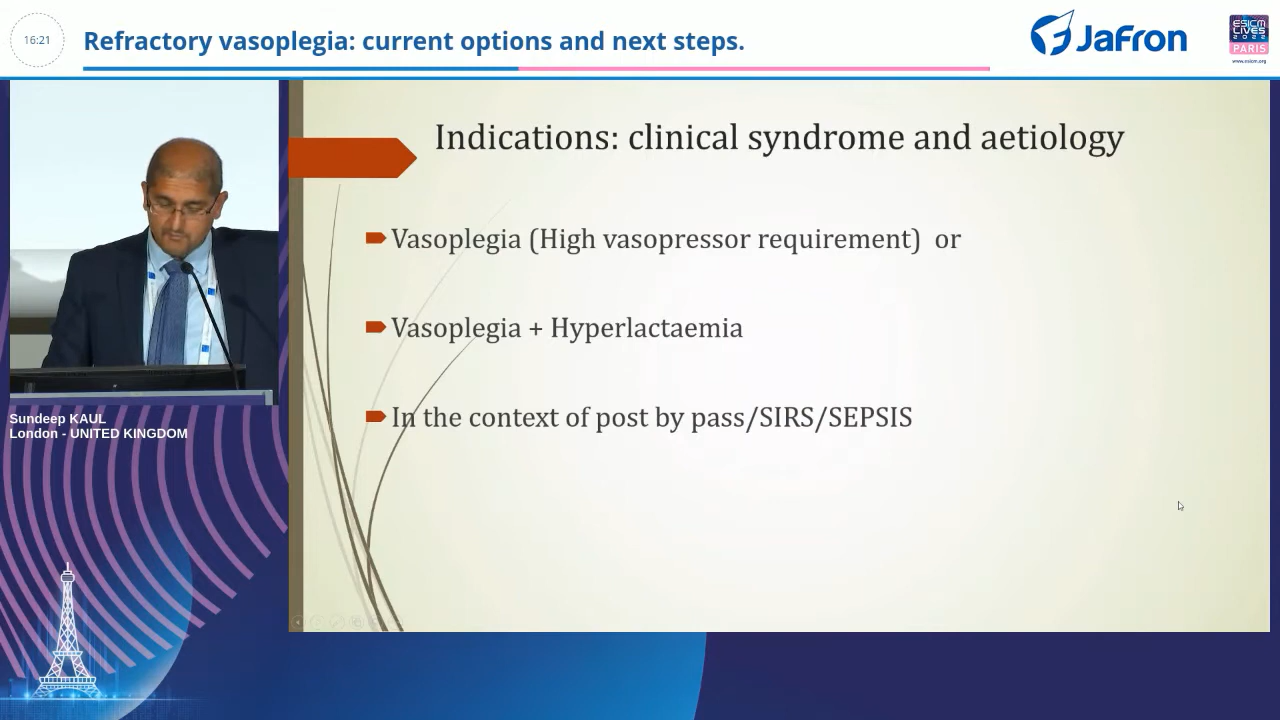 16:21
Refractory vasoplegia: current options and next steps.
JaFron
ESICM
LIVES
2022
PARIS
www.esicm.org
Indications: clinical syndrome and aetiology
Vasoplegia (High vasopressor requirement)  or
Vasoplegia + Hyperlactaemia
In the context of post by pass/SIRS/SEPSIS
Sundeep KAUL
London - UNITED KINGDOM